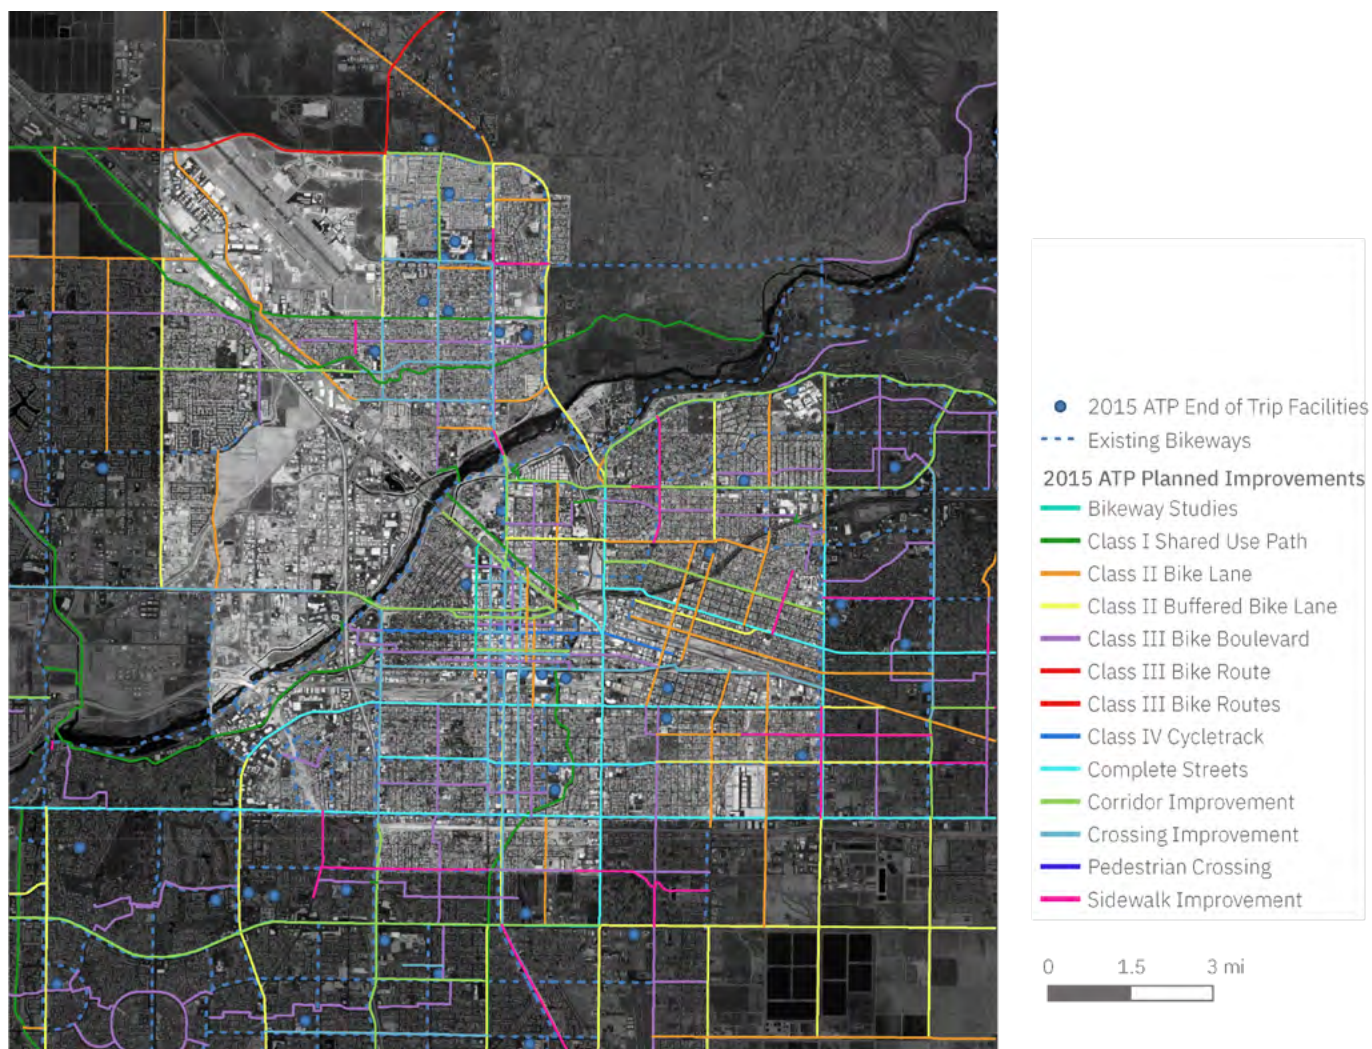 2015 ATP End of Trip Facilities
Existing Bikeways
2015 ATP Planned Improvements
Bikeway Studies
Class I Shared Use Path
Class II Bike Lane
Class II Buffered Bike Lane
Class III Bike Boulevard
Class III Bike Route
Class III Bike Routes
Class IV Cycletrack
Complete Streets
Corridor Improvement
Crossing Improvement
Pedestrian Crossing
Sidewalk Improvement
0 1.5 3 mi